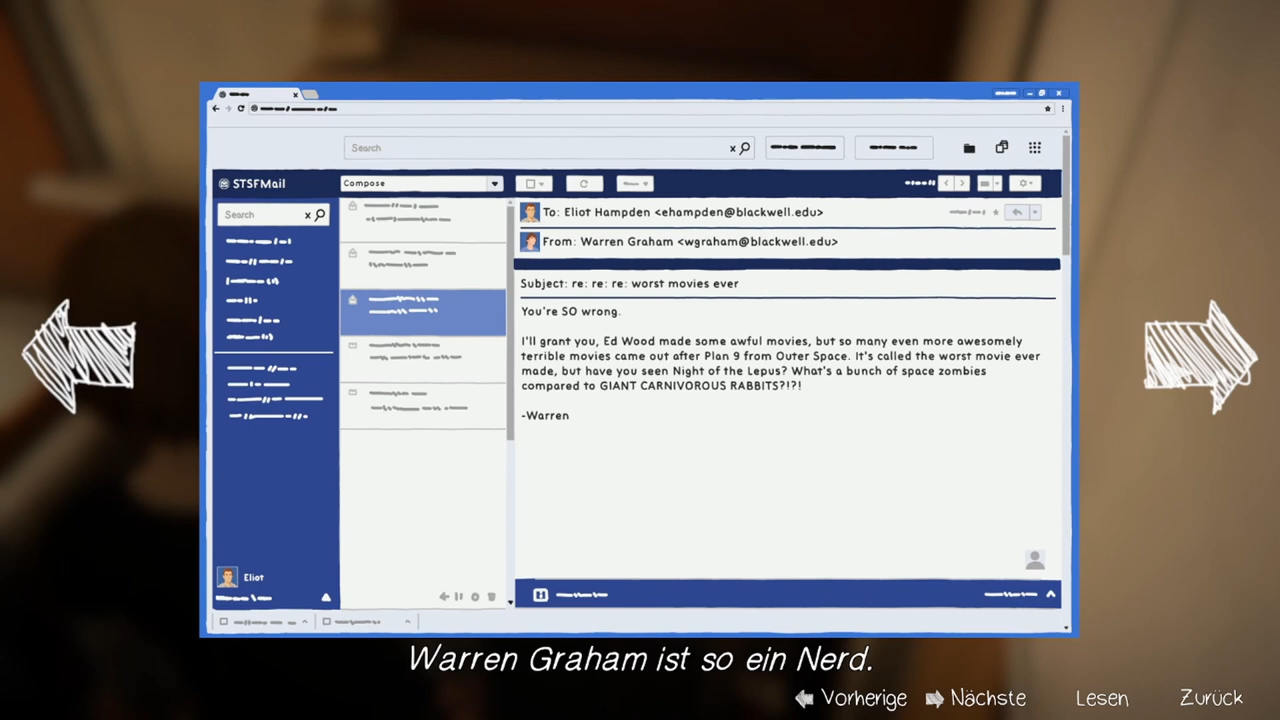 Search
STSFMail
Compose
Search
To: Eliot Hampden <ehampden@blackwell.edu>
From: Warren Graham <wgraham@blackwell.edu>
Subject: re: re: re: worst movies ever
You're SO wrong.
I'll grant you, Ed Wood made some awful movies, but so many even more awesomely
terrible movies came out after Plan 9 from Outer Space. It's called the worst movie ever
made, but have you seen Night of the Lepus? What's a bunch of space zombies
compared to GIANT CARNIVOROUS RABBITS?!?!
-Warren
Eliot
Warren Graham ist so ein Nerd.
Vorherige
Nächste
Lesen
Zurück